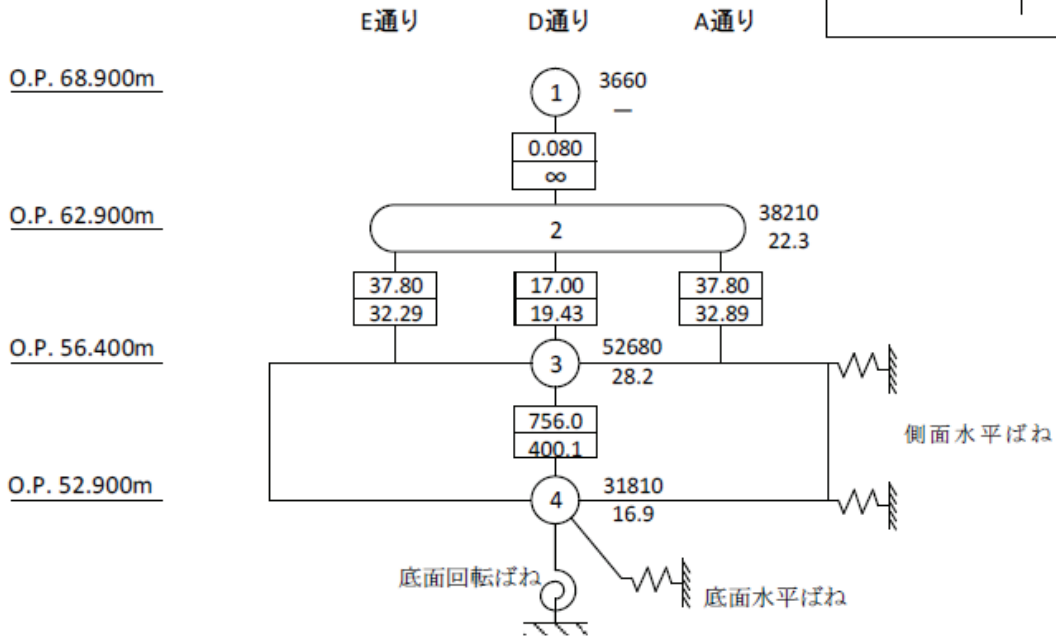 E通り D通り A通り
O.P. 68.900m
1
3660
—
0.080
∞
O.P. 62.900m
2
38210
22.3
37.80 17.00 37.80
32.29 19.43 32.89
O.P. 56.400m
3
52680
28.2
756.0
400.1
側面水平ばね
O.P. 52.900m
4
31810
16.9
底面回転ばね
底面水平ばね